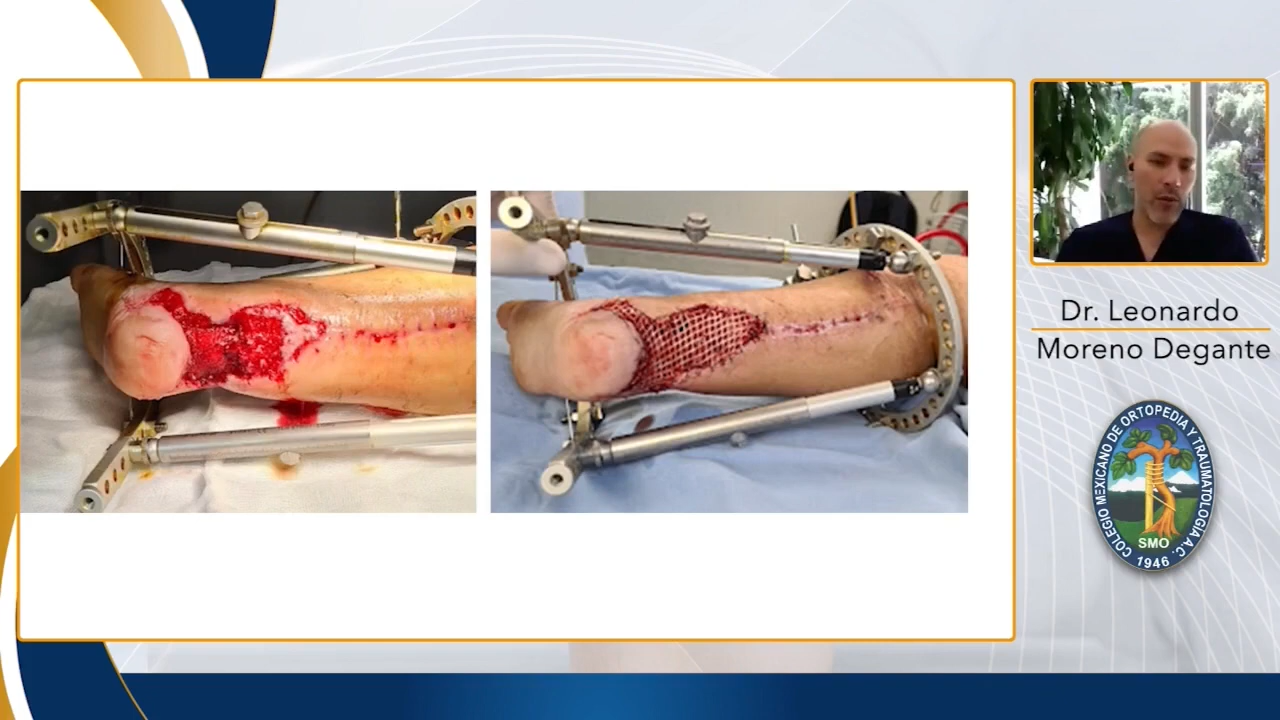 Dr. Leonardo
Moreno Degante
COLEGIO MEXICANO DE ORTOPEDIA Y TRAUMATOLOGIA A.C.
SMO
1946